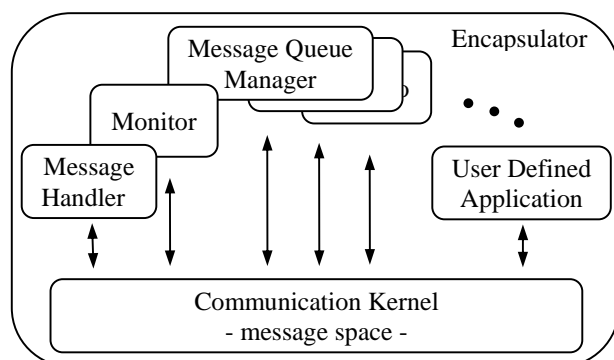 Message Queue
Manager
Encapsulator
Monitor
Message
Handler
User Defined
Application
Communication Kernel
- message space -